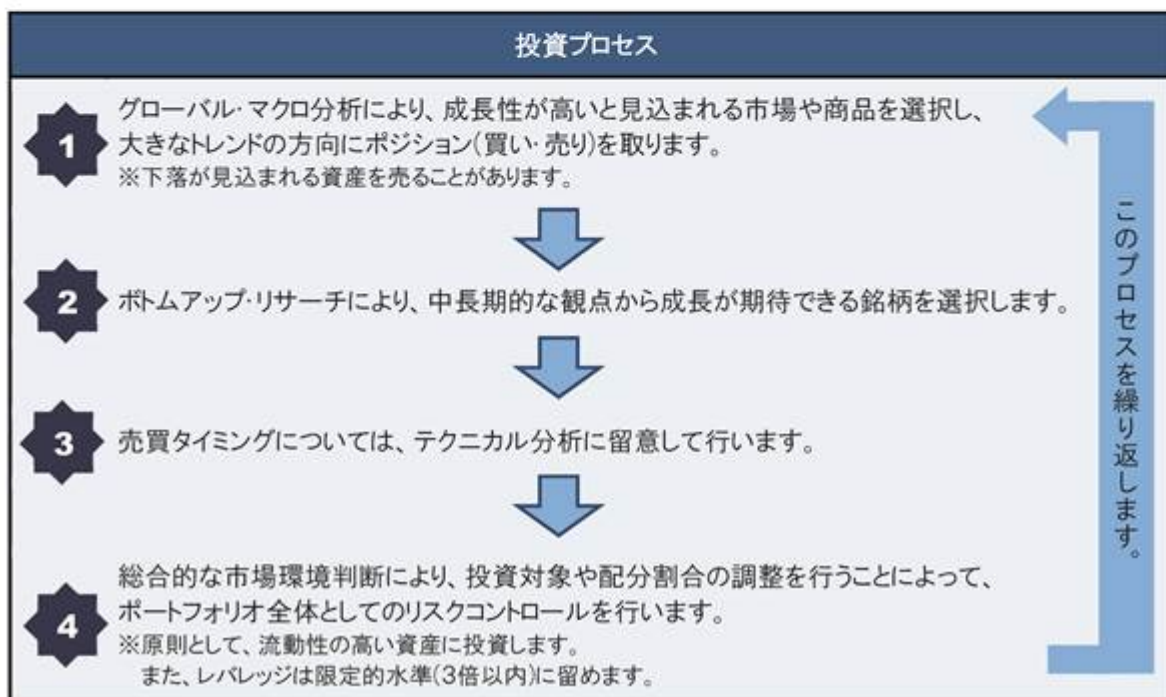 投資プロセス
1
グローバル・マクロ分析により、成長性が高いと見込まれる市場や商品を選択し、
大きなトレンドの方向にポジション(買い・売り)を取ります。
※下落が見込まれる資産を売ることがあります。
2
ボトムアップ・リサーチにより、中長期的な観点から成長が期待できる銘柄を選択します。
3
売買タイミングについては、テクニカル分析に留意して行います。
4
総合的な市場環境判断により、投資対象や配分割合の調整を行うことによって、
ポートフォリオ全体としてのリスクコントロールを行います。
※原則として、流動性の高い資産に投資します。
また、レバレッジは限定的水準(3倍以内)に留めます。
このプロセスを繰り返します。